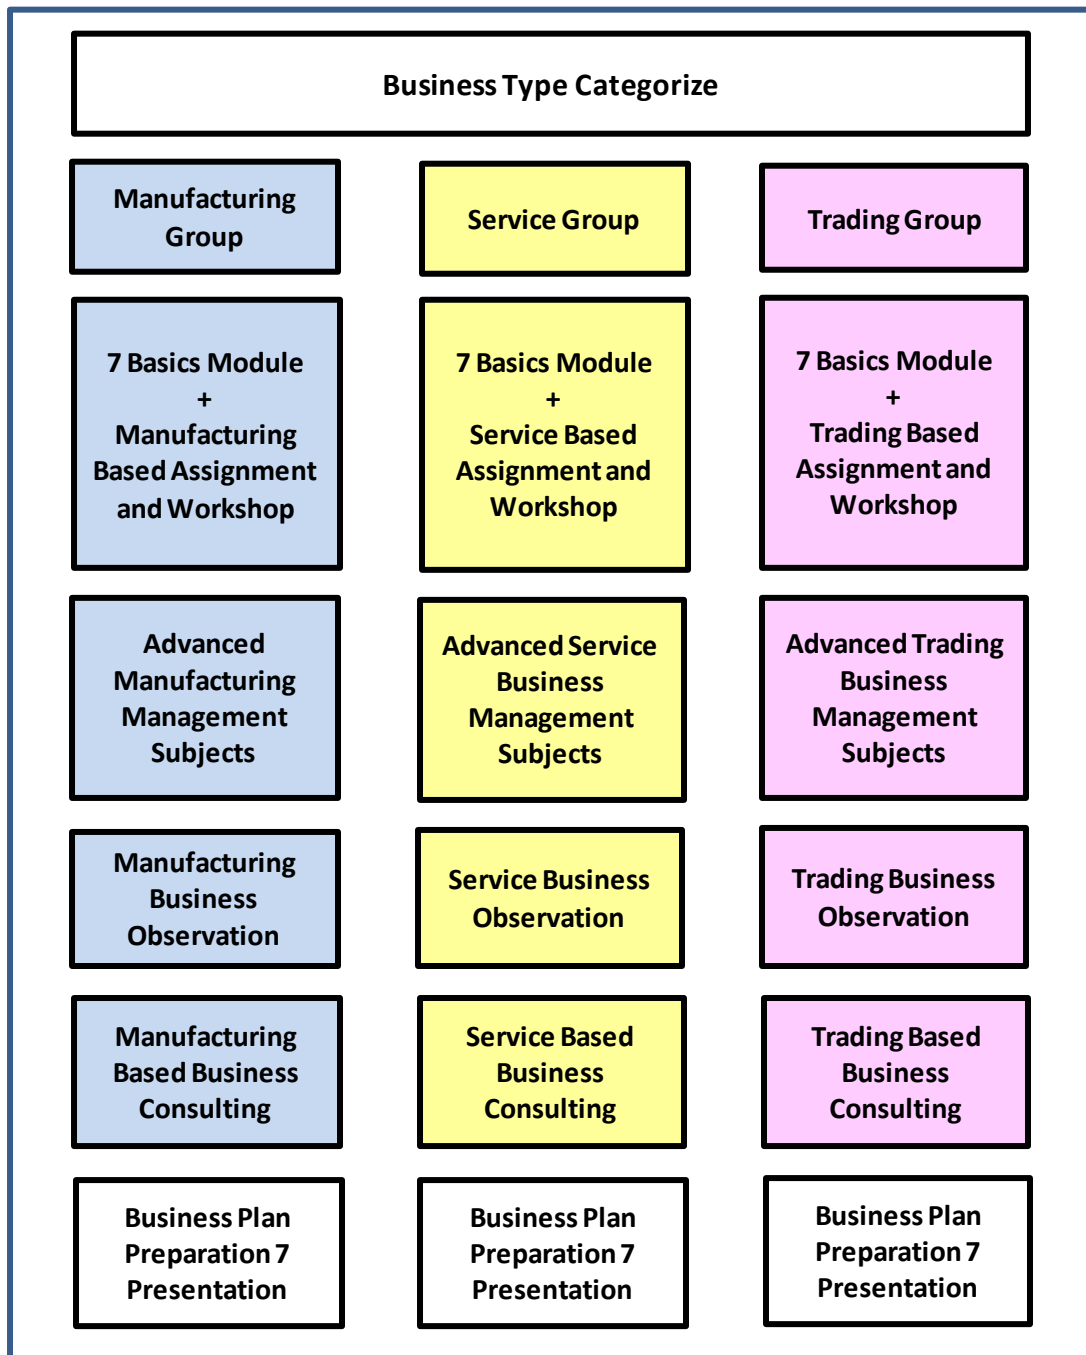 Business Type Categorize
Manufacturing
Group
Service Group
Trading Group
7 Basics Module
+
Manufacturing
Based Assignment
and Workshop
7 Basics Module
+
Service Based
Assignment and
Workshop
7 Basics Module
+
Trading Based
Assignment and
Workshop
Advanced
Manufacturing
Management
Subjects
Advanced Service
Business
Management
Subjects
Advanced Trading
Business
Management
Subjects
Manufacturing
Business
Observation
Service Business
Observation
Trading Business
Observation
Manufacturing
Based Business
Consulting
Service Based
Business
Consulting
Trading Based
Business
Consulting
Business Plan
Preparation 7
Presentation
Business Plan
Preparation 7
Presentation
Business Plan
Preparation 7
Presentation